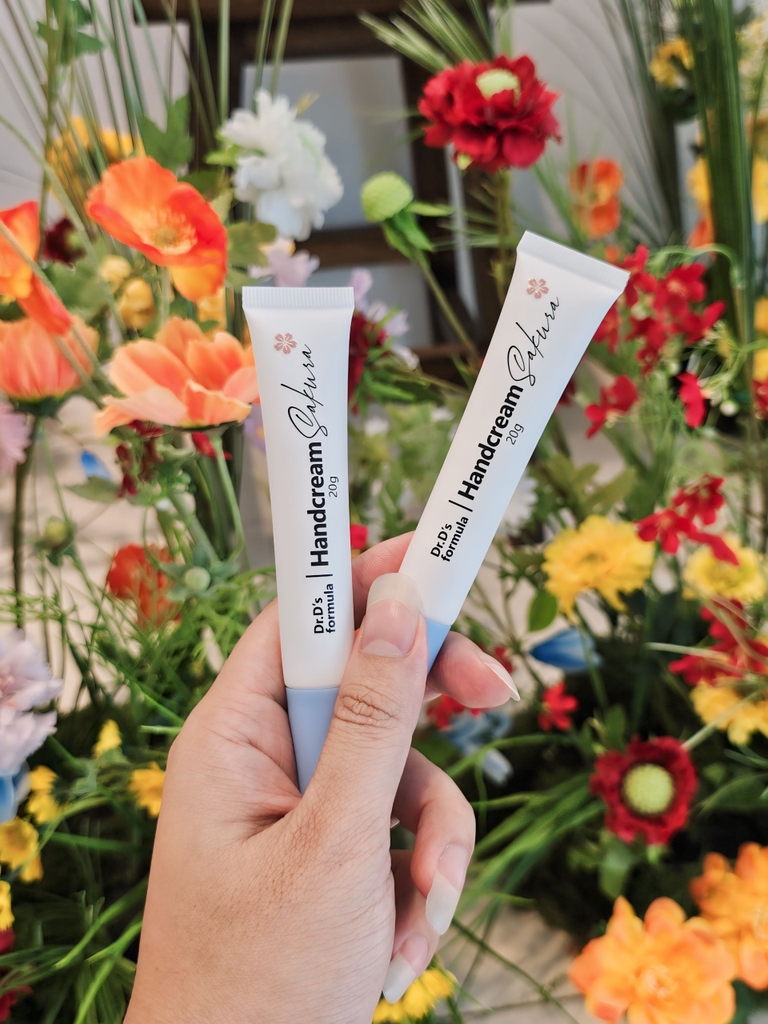 Dr.D's
formula
Handcream
Sakura
20g
Dr.D's
formula
Handcream
Sakura
20g